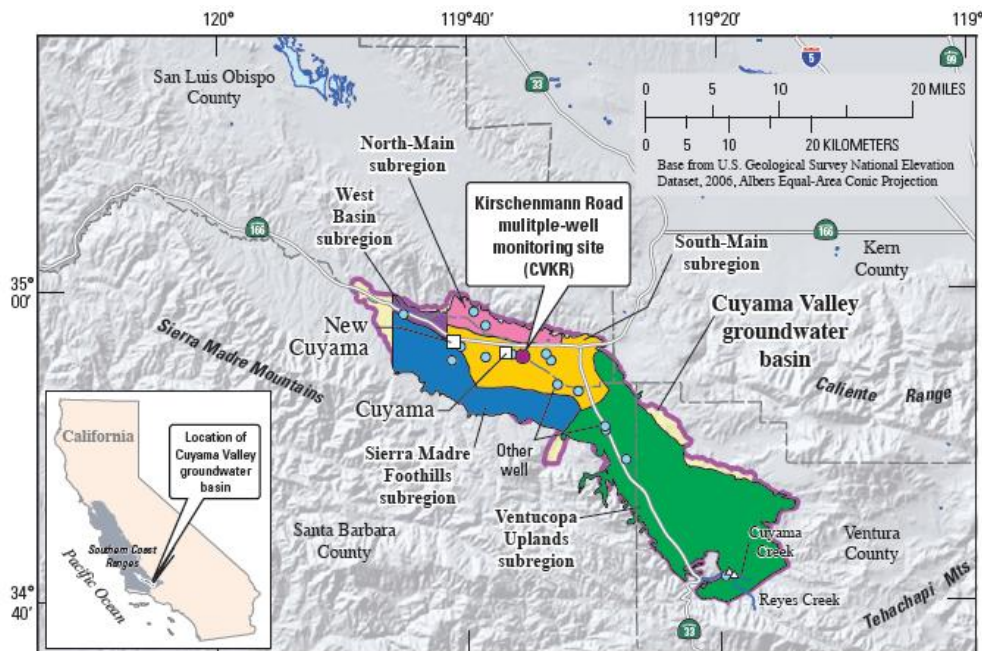 120°
119°40
119°20
119°
San Luis Obispo
County
33
5
99
0 5 10 20 MILES
0 5 10 20 KILOMETERS
Base from U.S. Geological Survey National Elevation
Dataset, 2006, Albers Equal-Area Conic Projection
North-Main
subregion
West
Basin
subregion
Kirschenmann Road
mulitple-well
monitoring site
(CVKR)
South-Main
subregion
166
166
Kern
County
35°
00'
New
Cuyama
Cuyama Valley
groundwater
basin
Sierra Madre Mountains
Caliente Range
Cuyama
Sierra Madre
Foothills
subregion
Other
well
California
Location of
Cuyama Valley
groundwater
basin
Southern Coast
Ranges
Pacific Ocean
Santa Barbara
County
Ventucopa
Uplands
subregion
Cuyama
Creek
Ventura
County
Reyes Creek
Tehachapi Mts
34°
40'
33